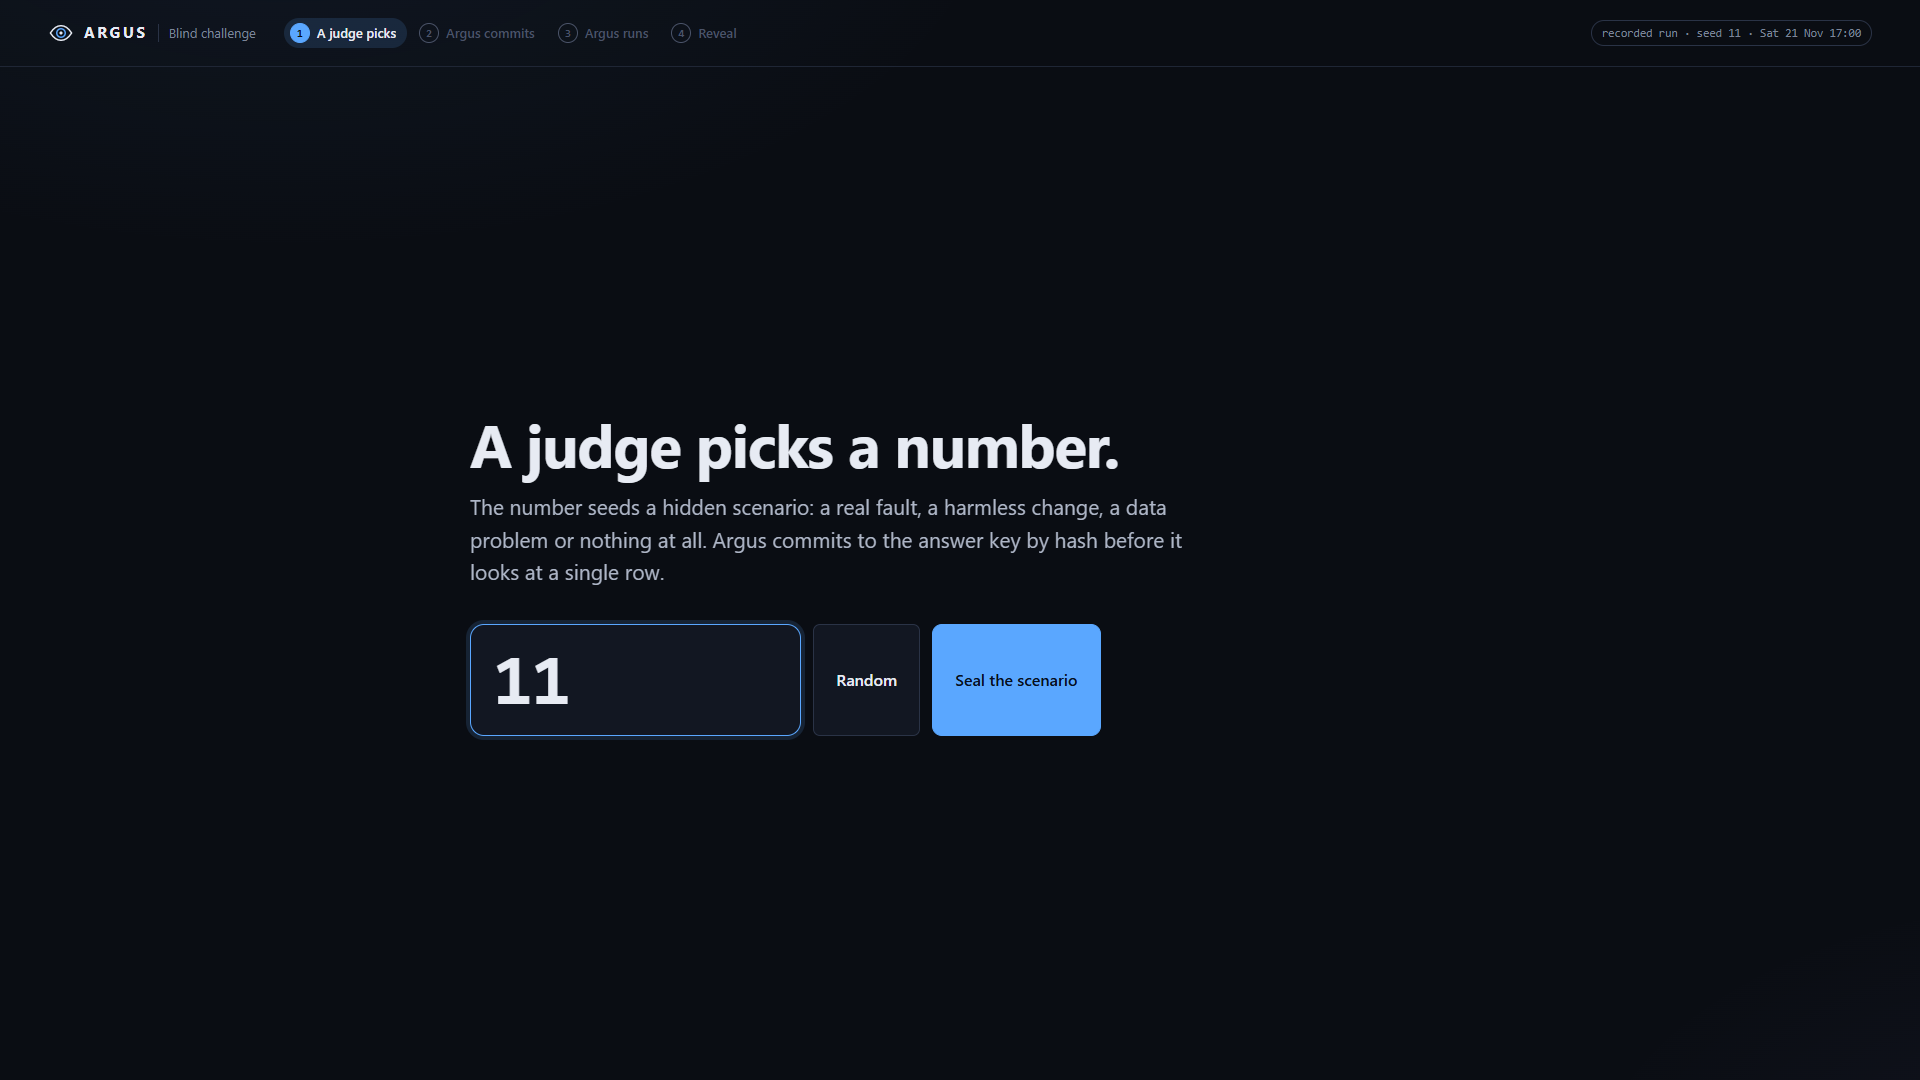 ARGUS
Blind challenge
1 A judge picks
2 Argus commits
3 Argus runs
4 Reveal
recorded run · seed 11 · Sat 21 Nov 17:00
A judge picks a number.
The number seeds a hidden scenario: a real fault, a harmless change, a data
problem or nothing at all. Argus commits to the answer key by hash before it
looks at a single row.
11
Random
Seal the scenario